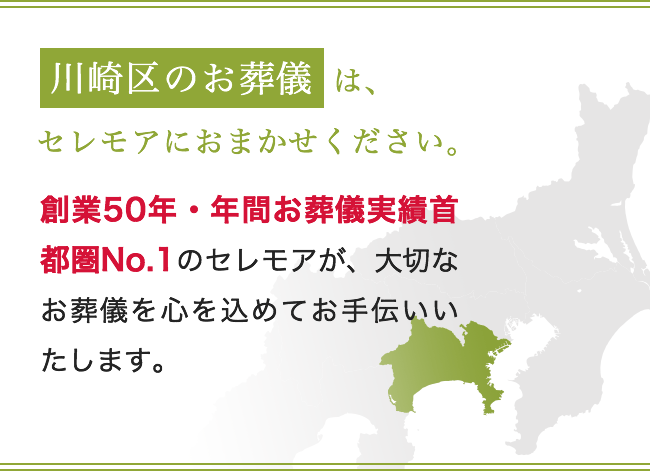 川崎区のお葬儀は、
セレモアにおまかせください。
創業50年・年間お葬儀実績首
都圏No.1のセレモアが、大切な
お葬儀を心を込めてお手伝いい
たします。